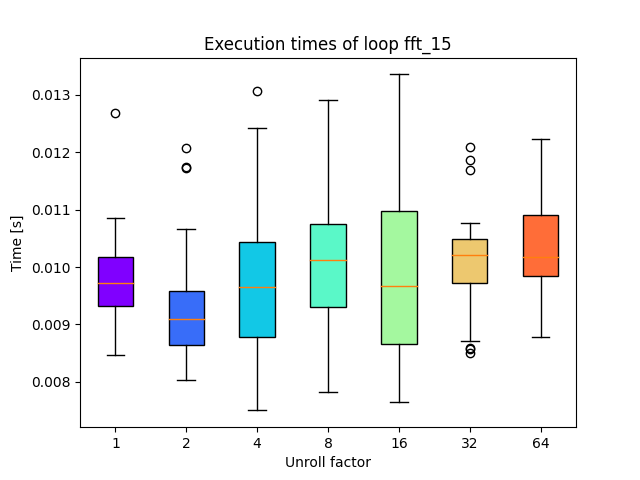 Execution times of loop fft_15
Time [s]
0.013
0.012
0.011
0.010
0.009
0.008
1 2 4 8 16 32 64
Unroll factor